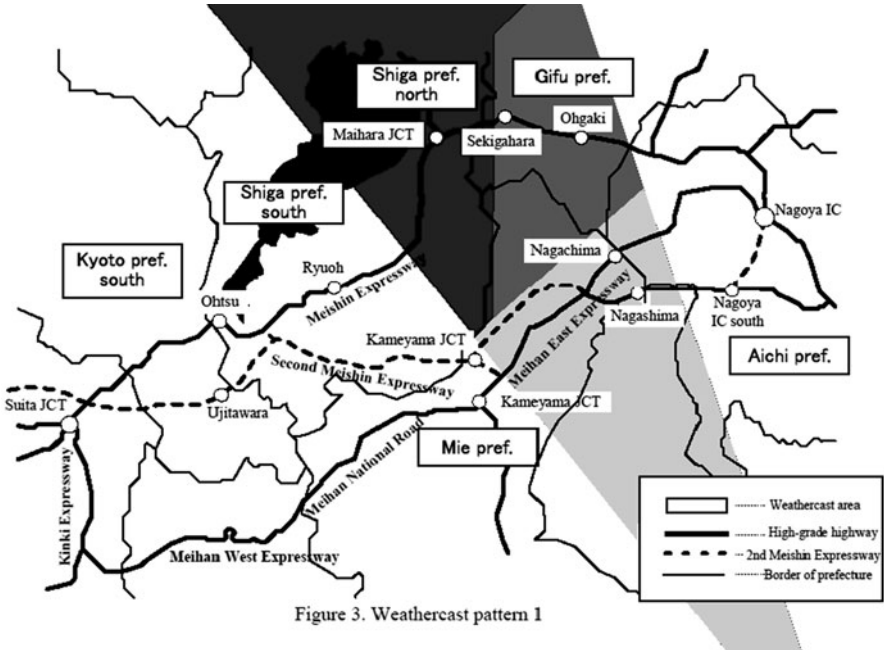 Shiga pref.
north
Gifu pref.
Ohgaki
Maihara JCT
Sekigahara
Shiga pref.
south
Nagoya IC
Kyoto pref.
south
Nagachima
Ryuoh
Meishin Expressway
Ohtsu
Nagashima
Nagoya
IC south
Kameyama JCT
Meihan East Expressway
Second Meishin Expressway
Aichi pref.
Suita JCT
Ujitawara
Kameyama JCT
Mie pref.
Meihan National Road
Kinki Expressway
Meihan West Expressway
Weathercast area
High-grade highway
2nd Meishin Expressway
Border of prefecture
Figure 3. Weathercast pattern 1